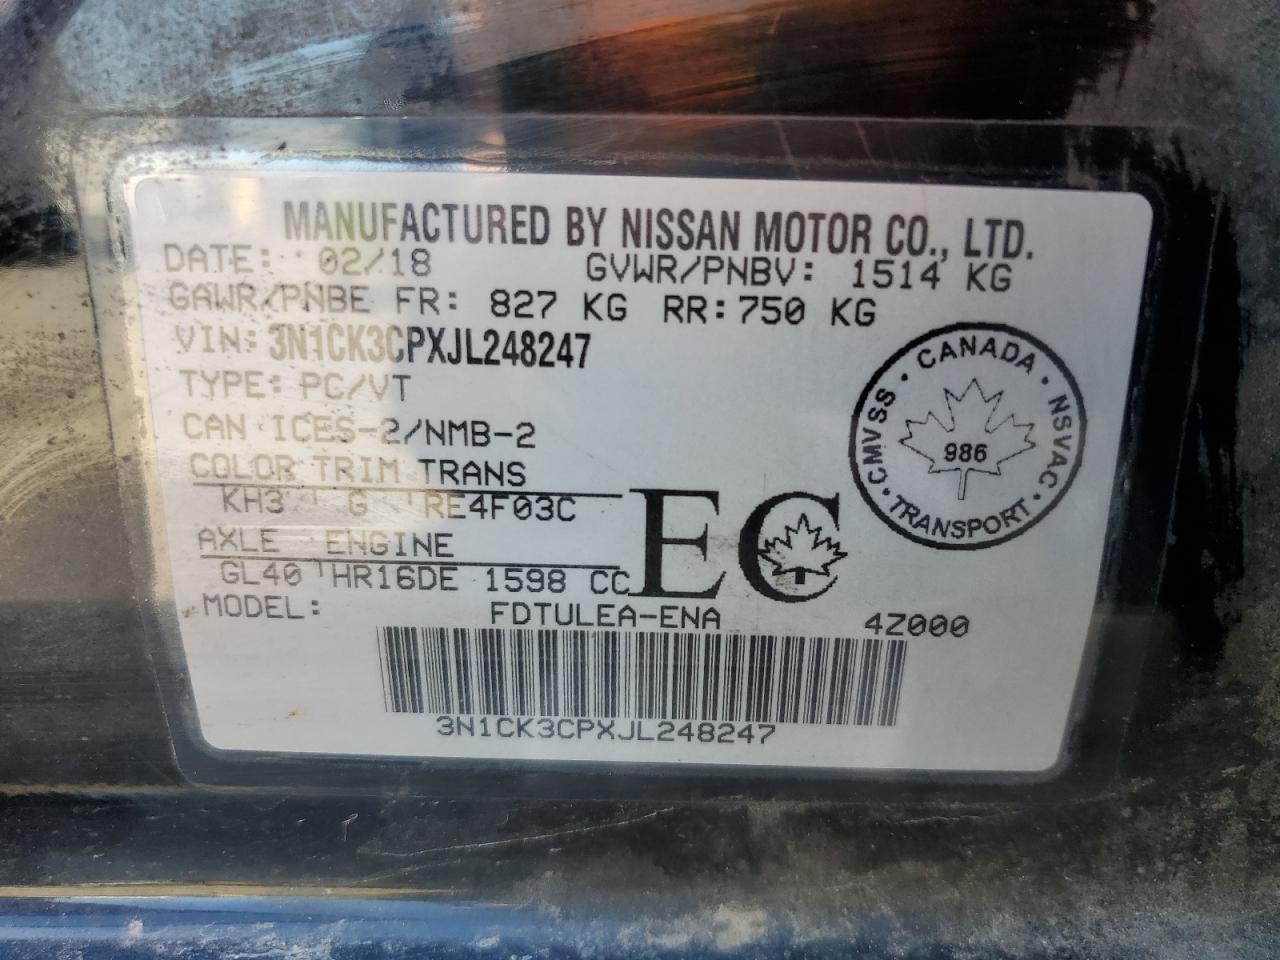 MANUFACTURED BY NISSAN MOTOR CO., LTD.
DATE: 02/18 GVWR/PNBV: 1514 KG
GAWR/PNBE FR: 827 KG RR: 750 KG
VIN: 3N1CK3CPXJL248247
TYPE: PC/VT
CAN ICES-2/NMB-2
COLOR TRIM TRANS
KH3 G RE4F03C
AXLE ENGINE
GL40 HR16DE 1598 CC
EC
CANADA · NSVAC · TRANSPORT · CMVSS ·
986
MODEL: FDTULEA-ENA 4Z000
3N1CK3CPXJL248247